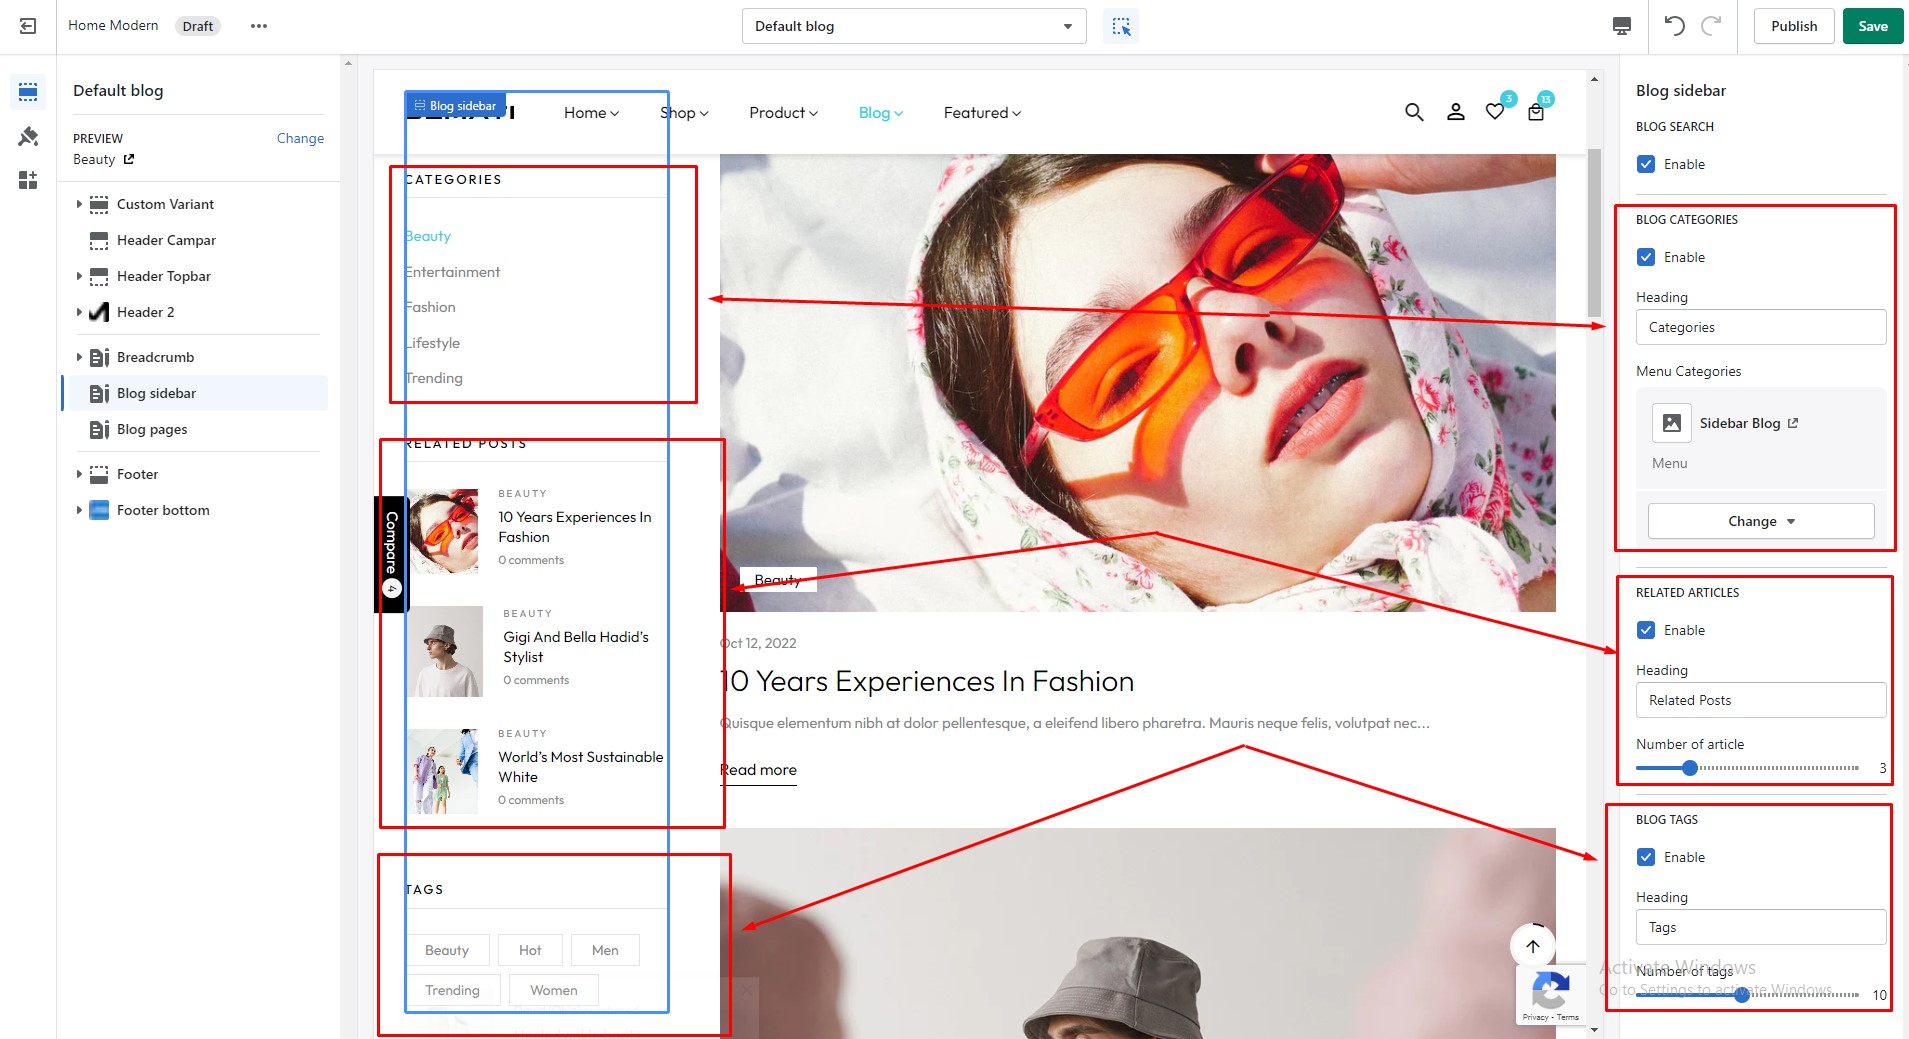 Home Modern
Draft
Default blog
Publish
Save
Default blog
PREVIEW
Change
Beauty
Custom Variant
Header Campar
Header Topbar
Header 2
Breadcrumb
Blog sidebar
Blog pages
Footer
Footer bottom
Blog sidebar
Home
Shop
Product
Blog
Featured
3
13
CATEGORIES
Beauty
Entertainment
Fashion
Lifestyle
Trending
RELATED POSTS
BEAUTY
10 Years Experiences In
Fashion
0 comments
Compare 4
BEAUTY
Gigi And Bella Hadid's
Stylist
0 comments
BEAUTY
World's Most Sustainable
White
0 comments
TAGS
Beauty
Hot
Men
Trending
Women
Beauty
Oct 12, 2022
10 Years Experiences In Fashion
Quisque elementum nibh at dolor pellentesque, a eleifend libero pharetra. Mauris neque felis, volutpat nec...
Read more
Privacy - Terms
Blog sidebar
BLOG SEARCH
Enable
BLOG CATEGORIES
Enable
Heading
Categories
Menu Categories
Sidebar Blog
Menu
Change
RELATED ARTICLES
Enable
Heading
Related Posts
Number of article
3
BLOG TAGS
Enable
Heading
Tags
Activate Windows
Number of tags
Go to Settings to activate Windows.
10